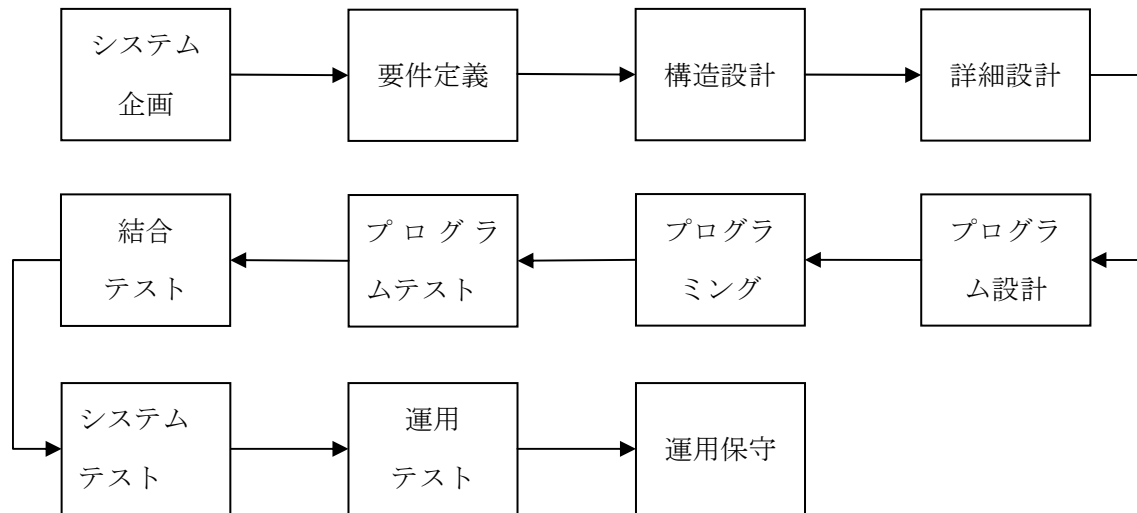 システム
企画
要件定義
構造設計
詳細設計
結合
テスト
プログラ
ムテスト
プログラ
ミング
プログラ
ム設計
システム
テスト
運用
テスト
運用保守